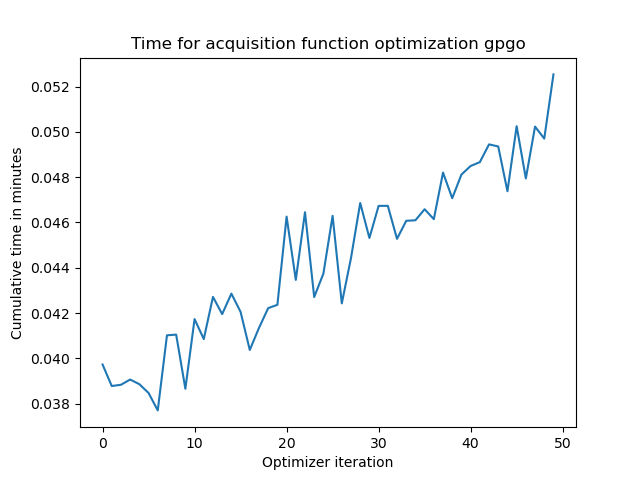 Time for acquisition function optimization gpgo
0.052
0.050
0.048
0.046
0.044
0.042
0.040
0.038
Cumulative time in minutes
0 10 20 30 40 50
Optimizer iteration